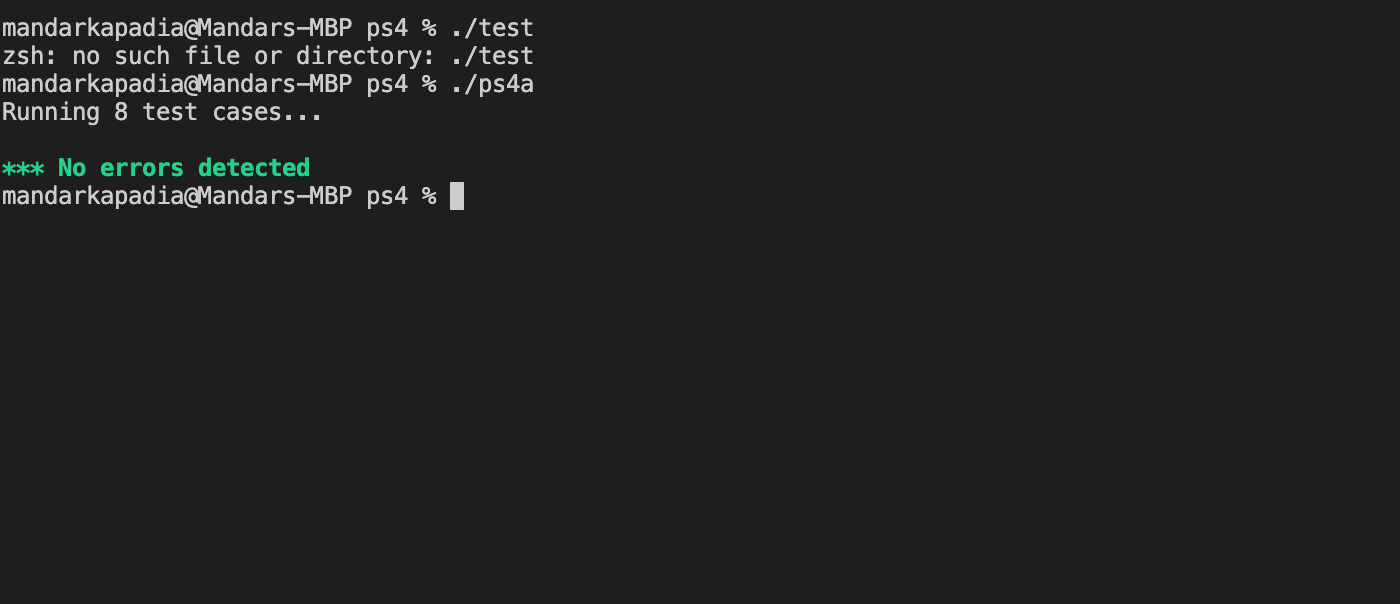 mandarkapadia@Mandars-MBP ps4 % ./test
zsh: no such file or directory: ./test
mandarkapadia@Mandars-MBP ps4 % ./ps4a
Running 8 test cases...
*** No errors detected
mandarkapadia@Mandars-MBP ps4 %